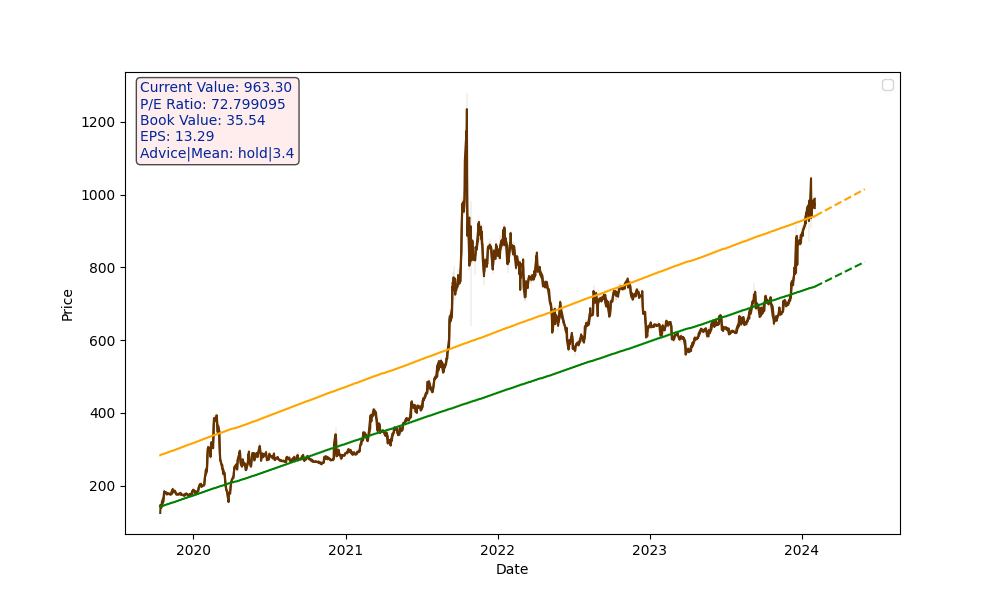 Current Value: 963.30
P/E Ratio: 72.799095
Book Value: 35.54
EPS: 13.29
Advice|Mean: hold|3.4
1200
1000
800
600
400
200
Price
2020 2021 2022 2023 2024
Date